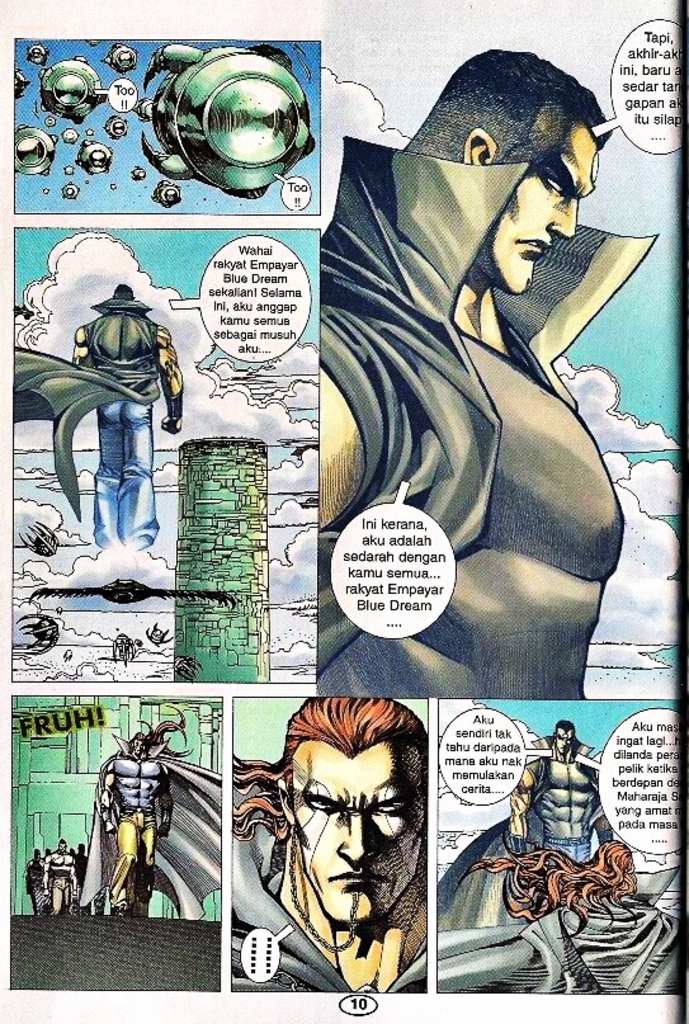 Too
!!
Too
!!
Too
!!
Wahai
rakyat Empayar
Blue Dream
sekalian! Selama
ini, aku anggap
kamu semua
sebagai musuh
aku....
Tapi,
ini, baru
sedar
gapan
itu silap
....
Ini kerana,
aku adalah
sedarah dengan
kamu semua...
rakyat Empayar
Blue Dream
....
FRUH!
Aku
sendiri tak
tahu daripada
mana aku nak
memulakan
cerita....
Aku
ingat lagi...
dilanda
pelik ketika
Maharaja
yang amat
pada masa
.....
10